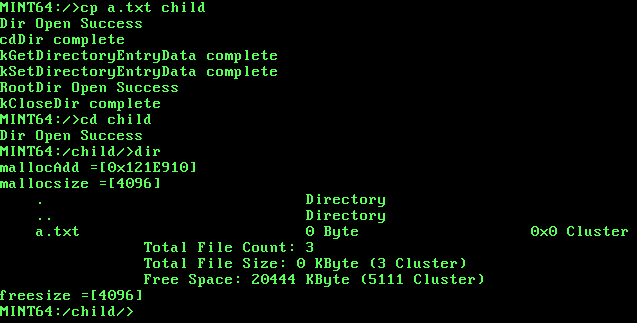 MINT64:/>cp a.txt child
Dir Open Success
cdDir complete
kGetDirectoryEntryData complete
kSetDirectoryEntryData complete
RootDir Open Success
kCloseDir complete
MINT64:/>cd child
Dir Open Success
MINT64:/child/>dir
mallocAdd =[0x121E910]
mallocsize =[4096]
. Directory
.. Directory
a.txt 0 Byte 0x0 Cluster
Total File Count: 3
Total File Size: 0 KByte (3 Cluster)
Free Space: 20444 KByte (5111 Cluster)
freesize =[4096]
MINT64:/child/>